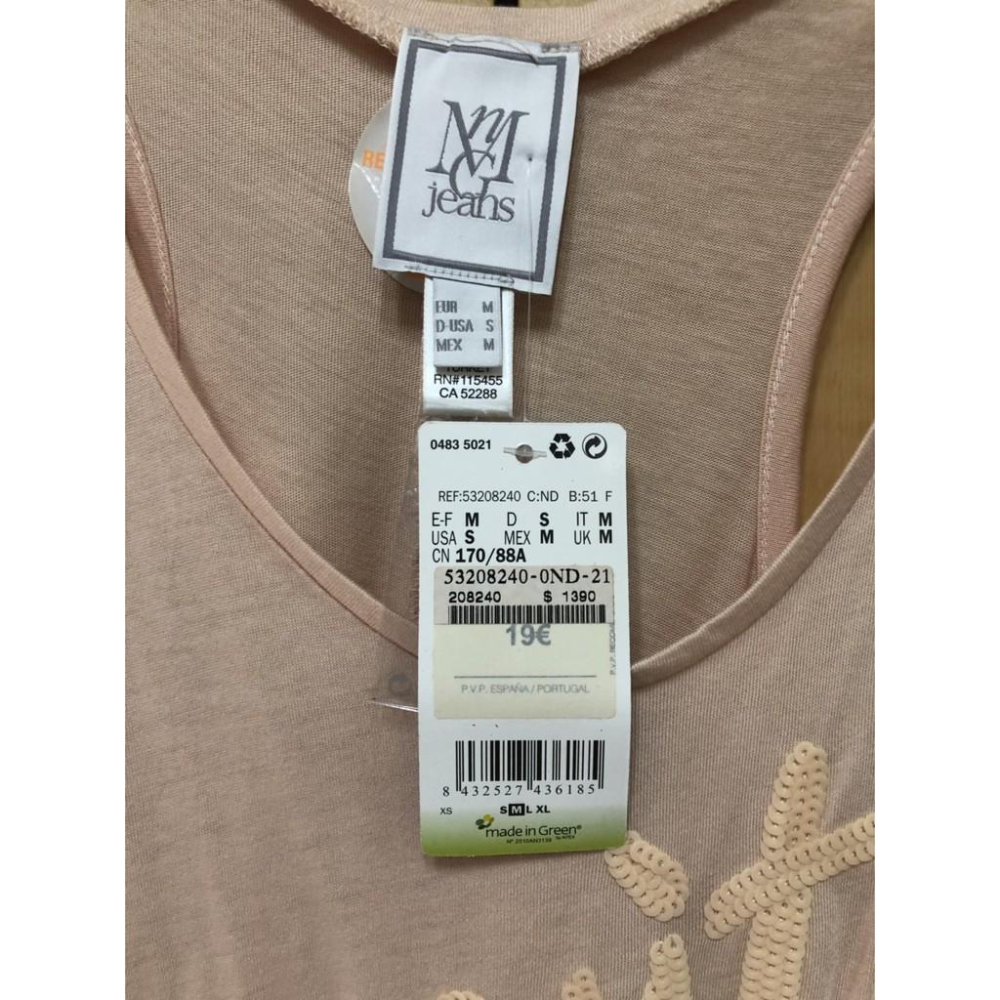 RE
MNG
jeans
EUR M
D-USA S
MEX M
TURKEY
RN#115455
CA 52288
0483 5021
REF:53208240 C:ND B:51 F
E-F M D S IT M
USA S MEX M UK M
CN 170/88A
53208240-0ND-21
208240 $ 1390
19€
P.V.P. ESPAÑA / PORTUGAL
8 432527 436185
XS S M L XL
made in Green®